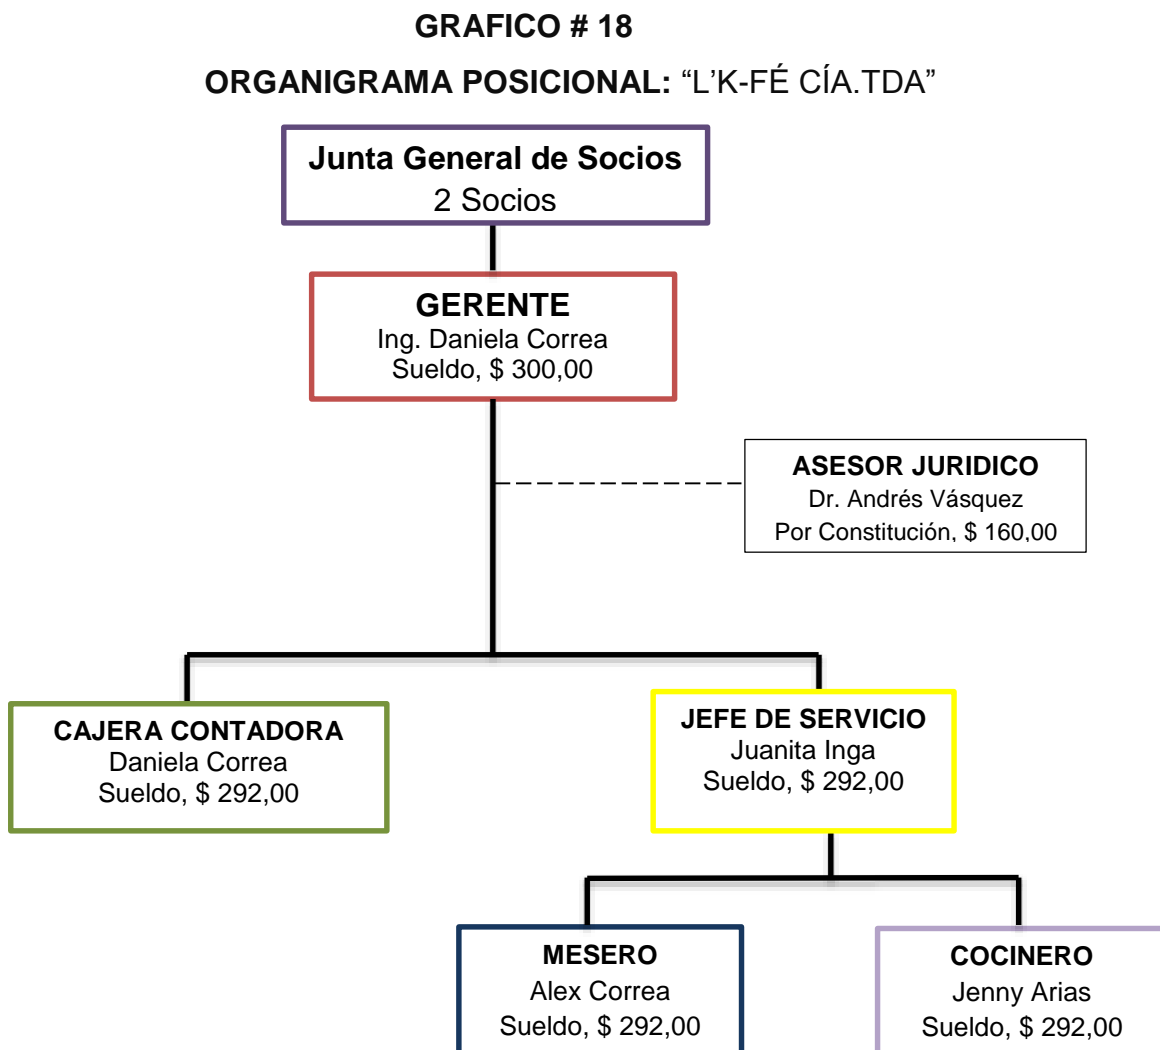 GRAFICO # 18
ORGANIGRAMA POSICIONAL: “L’K-FÉ CÍA.TDA”
Junta General de Socios
2 Socios
GERENTE
Ing. Daniela Correa
Sueldo, $ 300,00
ASESOR JURIDICO
Dr. Andrés Vásquez
Por Constitución, $ 160,00
CAJERA CONTADORA
Daniela Correa
Sueldo, $ 292,00
JEFE DE SERVICIO
Juanita Inga
Sueldo, $ 292,00
MESERO
Alex Correa
Sueldo, $ 292,00
COCINERO
Jenny Arias
Sueldo, $ 292,00